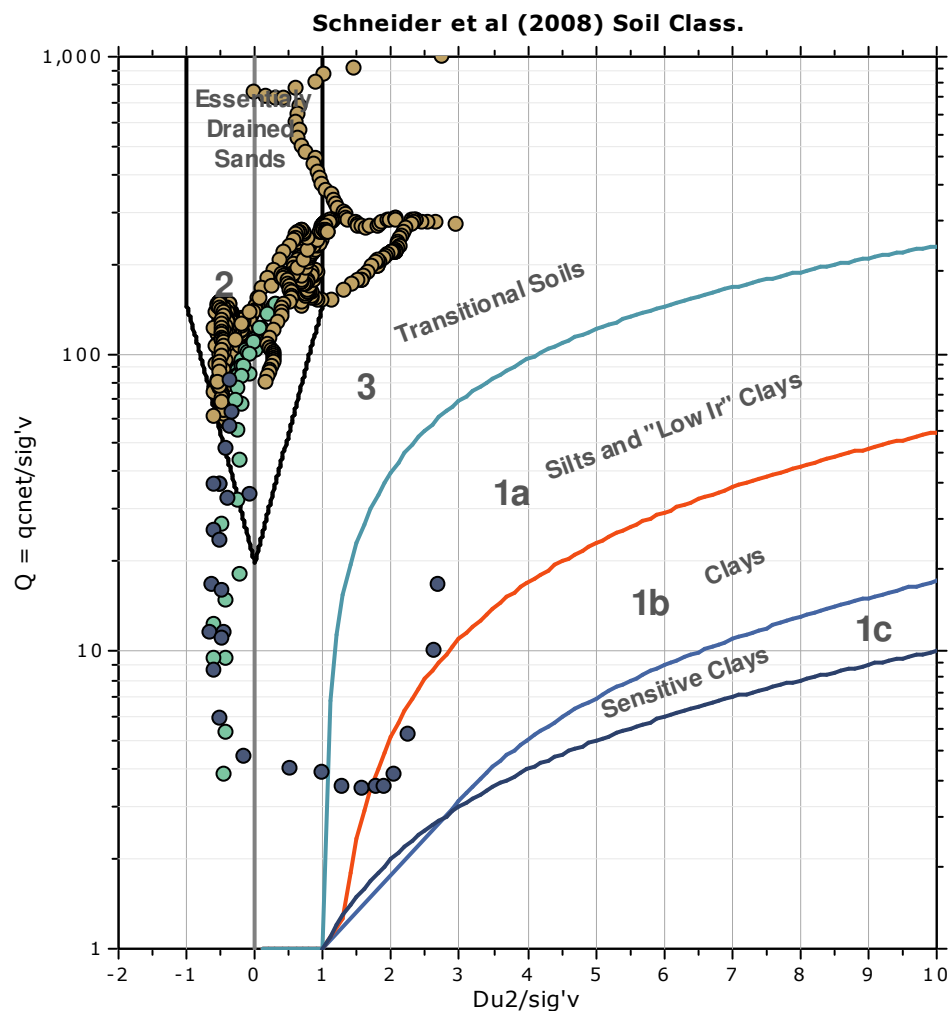 Schneider et al (2008) Soil Class.
1,000
Essentialy
Drained
Sands
2
Transitional Soils
100
3
Silts and "Low Ir" Clays
1a
Q = qcnet/sig'v
Clays
1b
1c
10
Sensitive Clays
1
-2 -1 0 1 2 3 4 5 6 7 8 9 10
Du2/sig'v